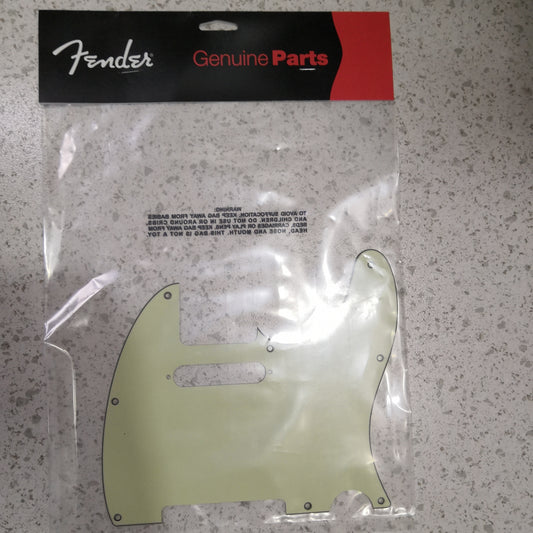 Fender
Genuine Parts
WARNING:
TO AVOID SUFFOCATION, KEEP BAG AWAY FROM BABIES
AND CHILDREN. DO NOT USE IN OR AROUND CRIBS,
BEDS, CARRIAGES OR PLAY PENS. KEEP BAG AWAY FROM
HEAD, NOSE AND MOUTH. THIS BAG IS NOT A TOY.